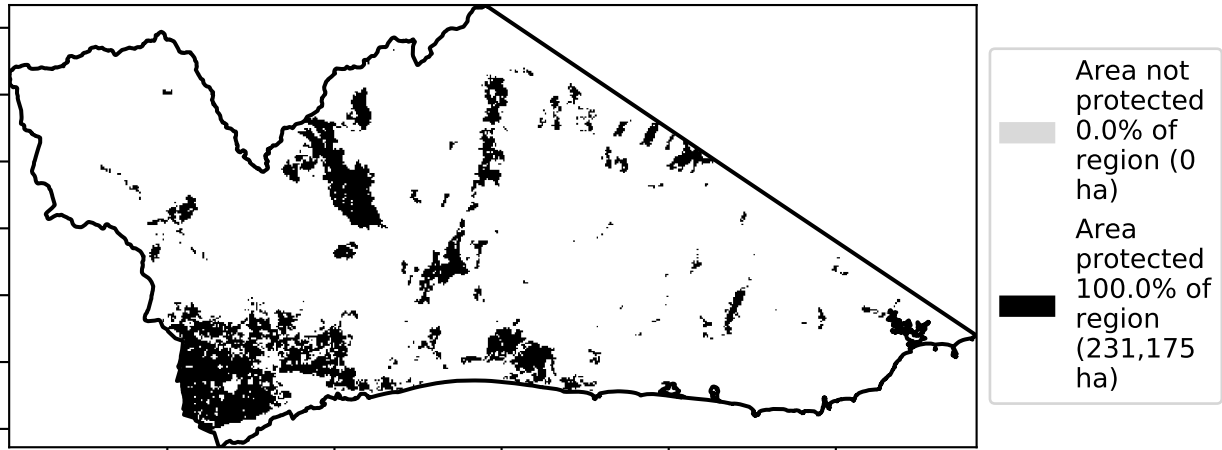 Area not
protected
0.0% of
region (0
ha)
Area
protected
100.0% of
region
(231,175
ha)